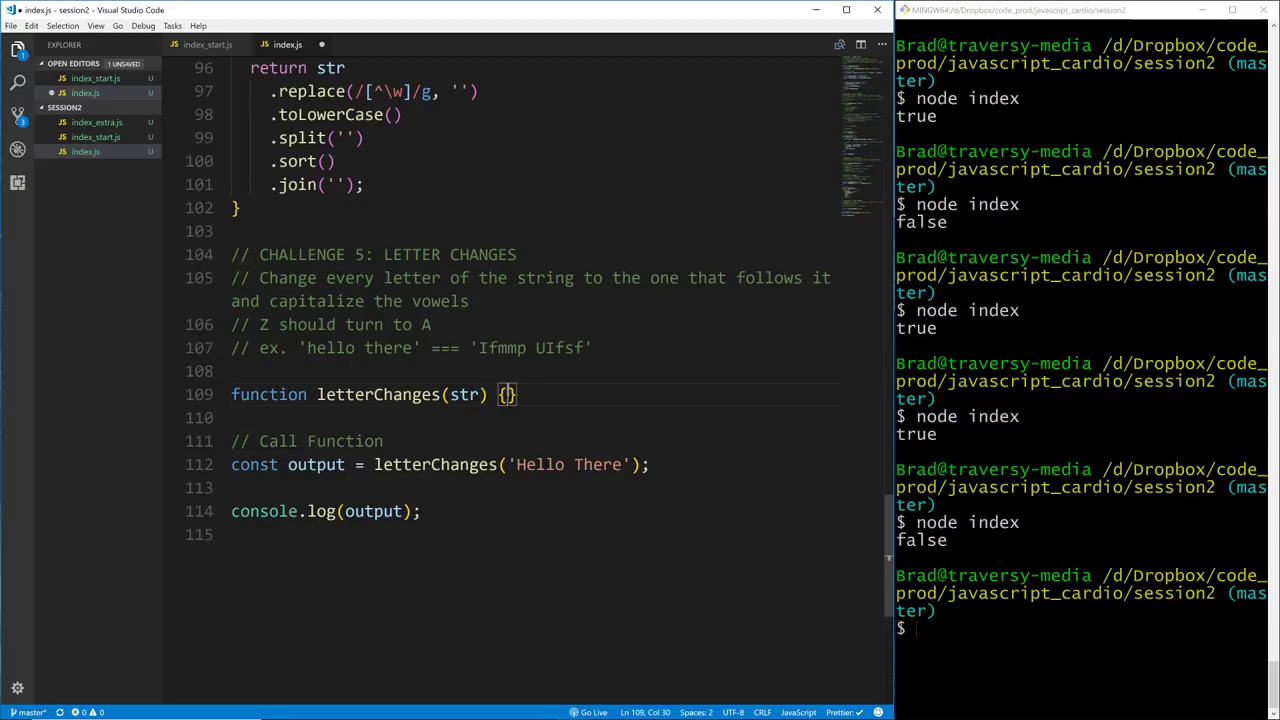 ● index.js - session2 - Visual Studio Code
File Edit Selection View Go Debug Tasks Help
EXPLORER
OPEN EDITORS 1 UNSAVED
index_start.js U
● index.js U
SESSION2
index_extra.js U
index_start.js U
index.js U
1
3
index_start.js index.js ●
96 return str
97 .replace(/[^\w]/g, '')
98 .toLowerCase()
99 .split('')
100 .sort()
101 .join('');
102 }
103
104 // CHALLENGE 5: LETTER CHANGES
105 // Change every letter of the string to the one that follows it
and capitalize the vowels
106 // Z should turn to A
107 // ex. 'hello there' === 'Ifmmp UIfsf'
108
109 function letterChanges(str) {}
110
111 // Call Function
112 const output = letterChanges('Hello There');
113
114 console.log(output);
115
master* 0 0 Go Live Ln 109, Col 30 Spaces: 2 UTF-8 CRLF JavaScript Prettier: ✓
MINGW64:/d/Dropbox/code_prod/javascript_cardio/session2
Brad@traversy-media /d/Dropbox/code_
prod/javascript_cardio/session2 (mas
ter)
$ node index
true
Brad@traversy-media /d/Dropbox/code_
prod/javascript_cardio/session2 (mas
ter)
$ node index
false
Brad@traversy-media /d/Dropbox/code_
prod/javascript_cardio/session2 (mas
ter)
$ node index
true
Brad@traversy-media /d/Dropbox/code_
prod/javascript_cardio/session2 (mas
ter)
$ node index
true
Brad@traversy-media /d/Dropbox/code_
prod/javascript_cardio/session2 (mas
ter)
$ node index
false
Brad@traversy-media /d/Dropbox/code_
prod/javascript_cardio/session2 (mas
ter)
$